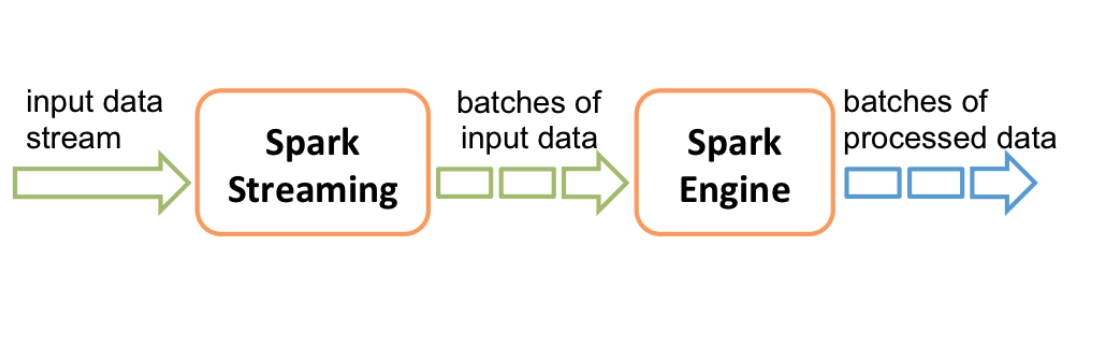 input data
stream
Spark
Streaming
batches of
input data
Spark
Engine
batches of
processed data